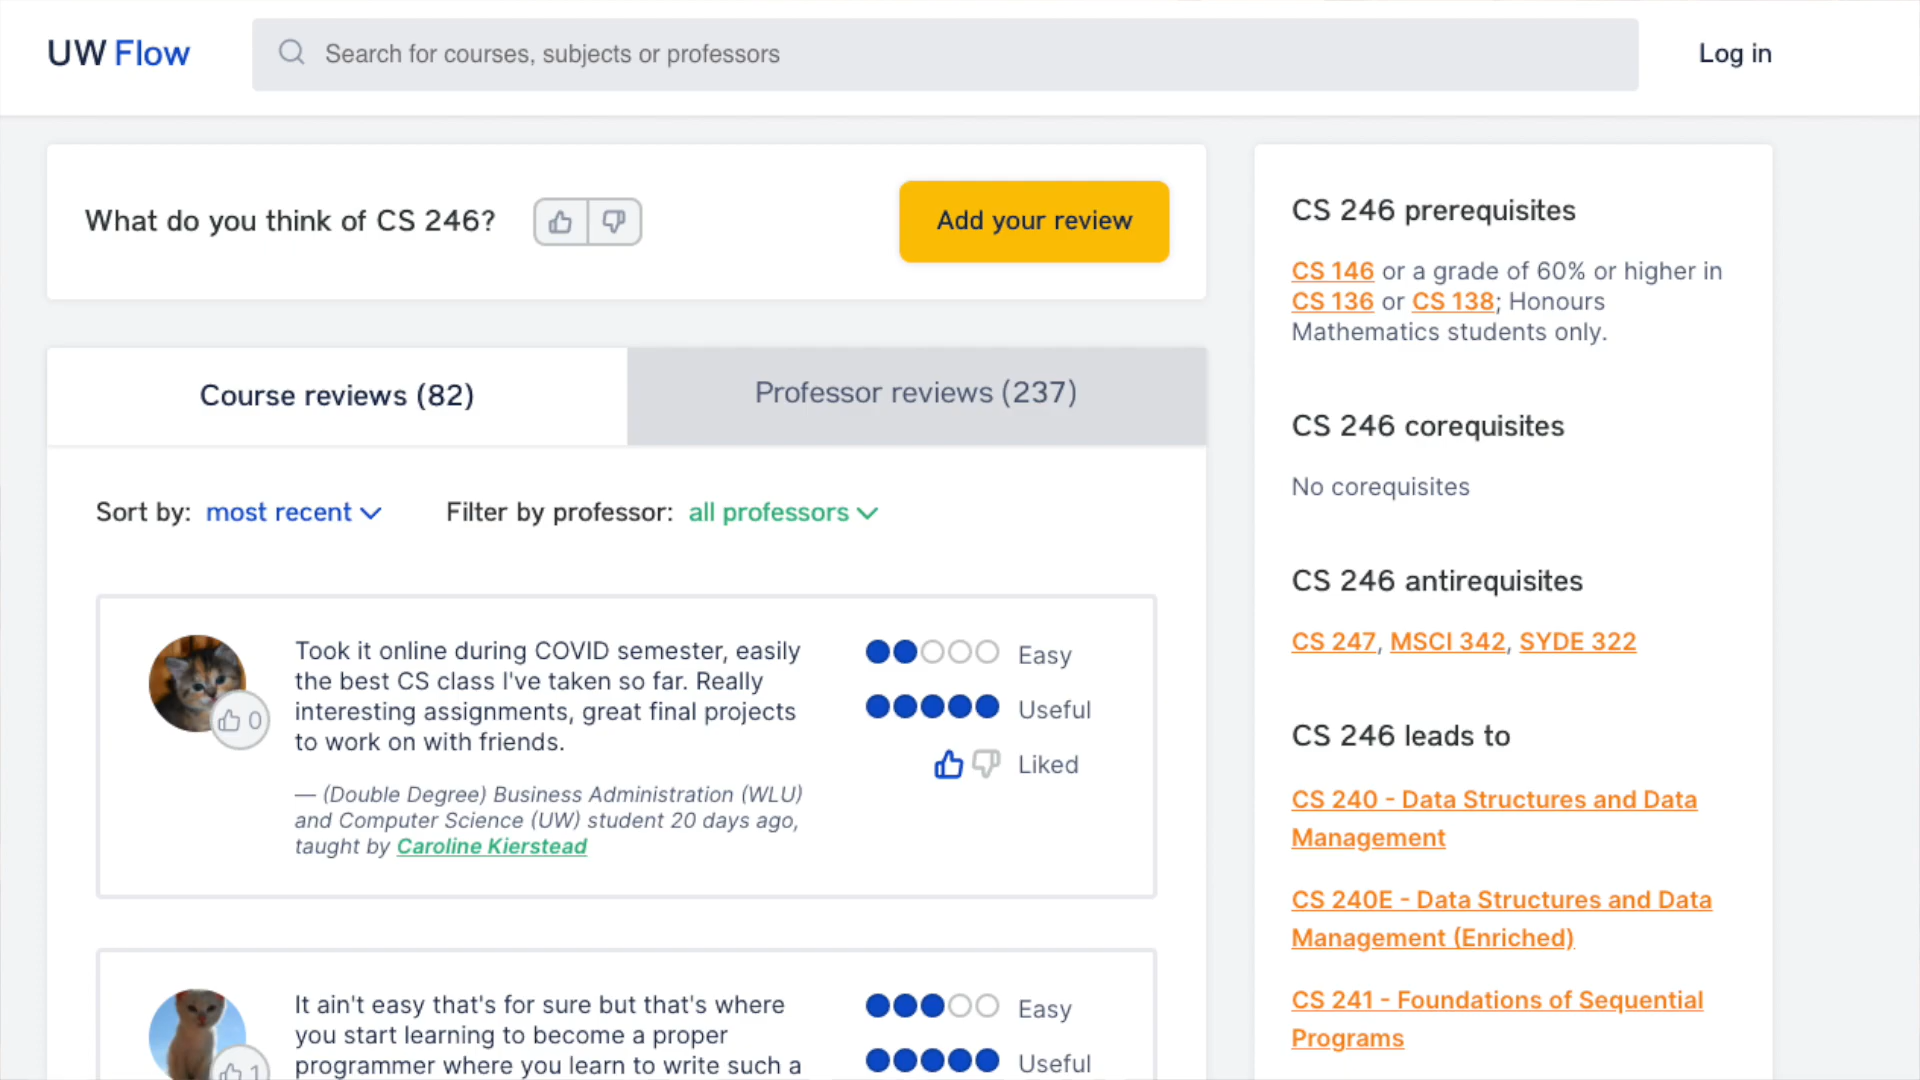 UW Flow
Search for courses, subjects or professors
Log in
What do you think of CS 246?
Add your review
Course reviews (82)
Professor reviews (237)
Sort by: most recent
Filter by professor: all professors
Took it online during COVID semester, easily
the best CS class I've taken so far. Really
interesting assignments, great final projects
to work on with friends.
— (Double Degree) Business Administration (WLU)
and Computer Science (UW) student 20 days ago,
taught by Caroline Kierstead
0
Easy
Useful
Liked
It ain't easy that's for sure but that's where
you start learning to become a proper
programmer where you learn to write such a
1
Easy
Useful
CS 246 prerequisites
CS 146 or a grade of 60% or higher in
CS 136 or CS 138; Honours
Mathematics students only.
CS 246 corequisites
No corequisites
CS 246 antirequisites
CS 247, MSCI 342, SYDE 322
CS 246 leads to
CS 240 - Data Structures and Data
Management
CS 240E - Data Structures and Data
Management (Enriched)
CS 241 - Foundations of Sequential
Programs